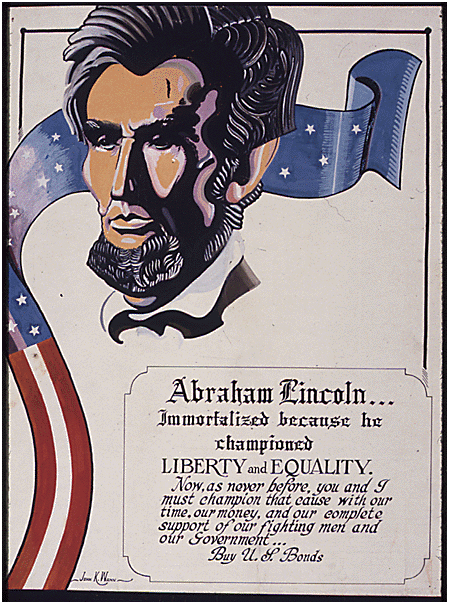 Abraham Lincoln...
Immortalized because he
championed
LIBERTY and EQUALITY.
Now, as never before, you and I
must champion that cause with our
time, our money, and our complete
support of our fighting men and
our Government...
Buy U.S. Bonds
John K.